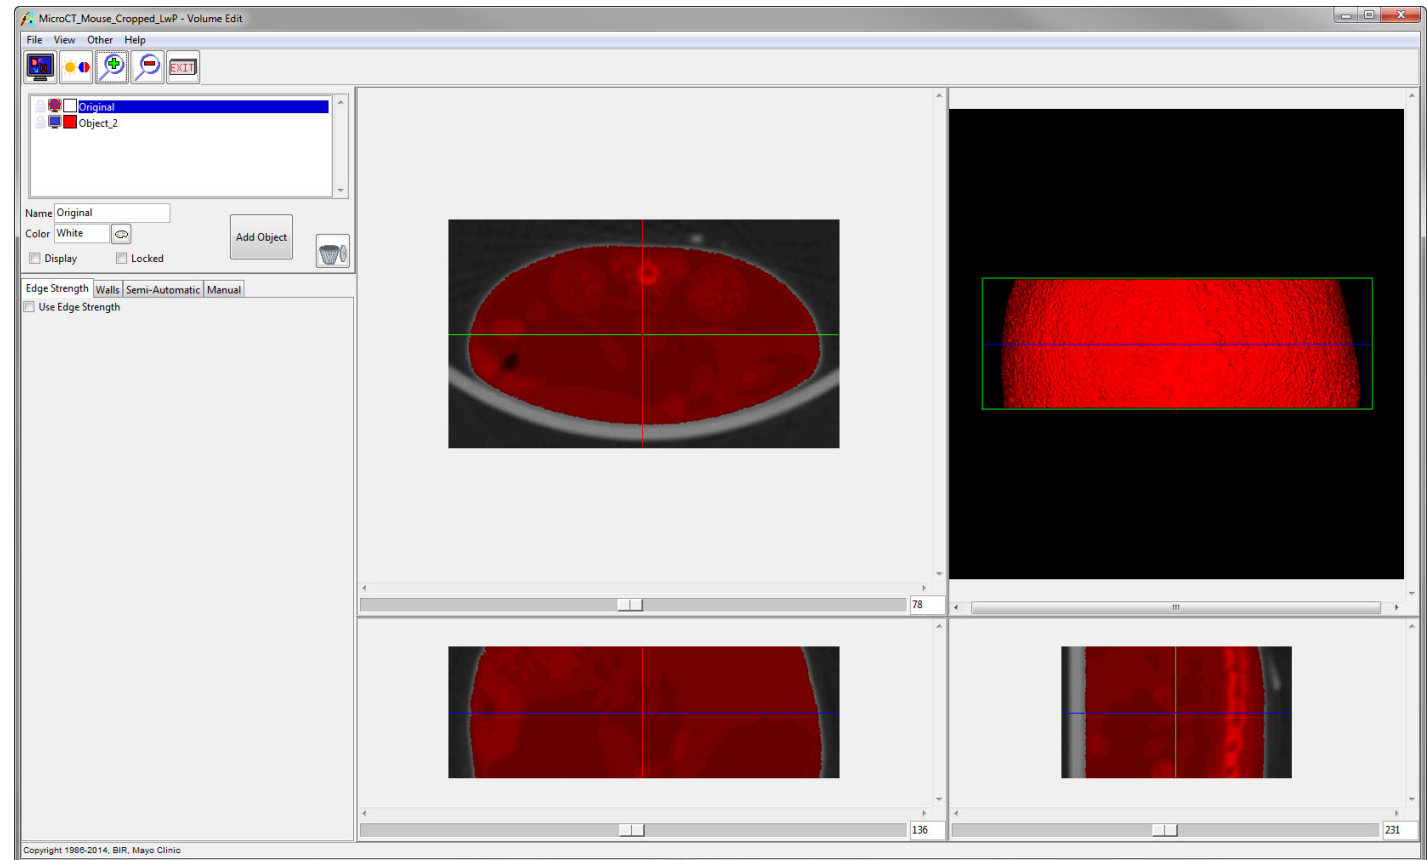 MicroCT_Mouse_Cropped_LwP - Volume Edit
File View Other Help
EXIT
Original
Object_2
Name Original
Color White
Add Object
Display Locked
Edge Strength Walls Semi-Automatic Manual
Use Edge Strength
78
136
231
Copyright 1986-2014, BIR, Mayo Clinic